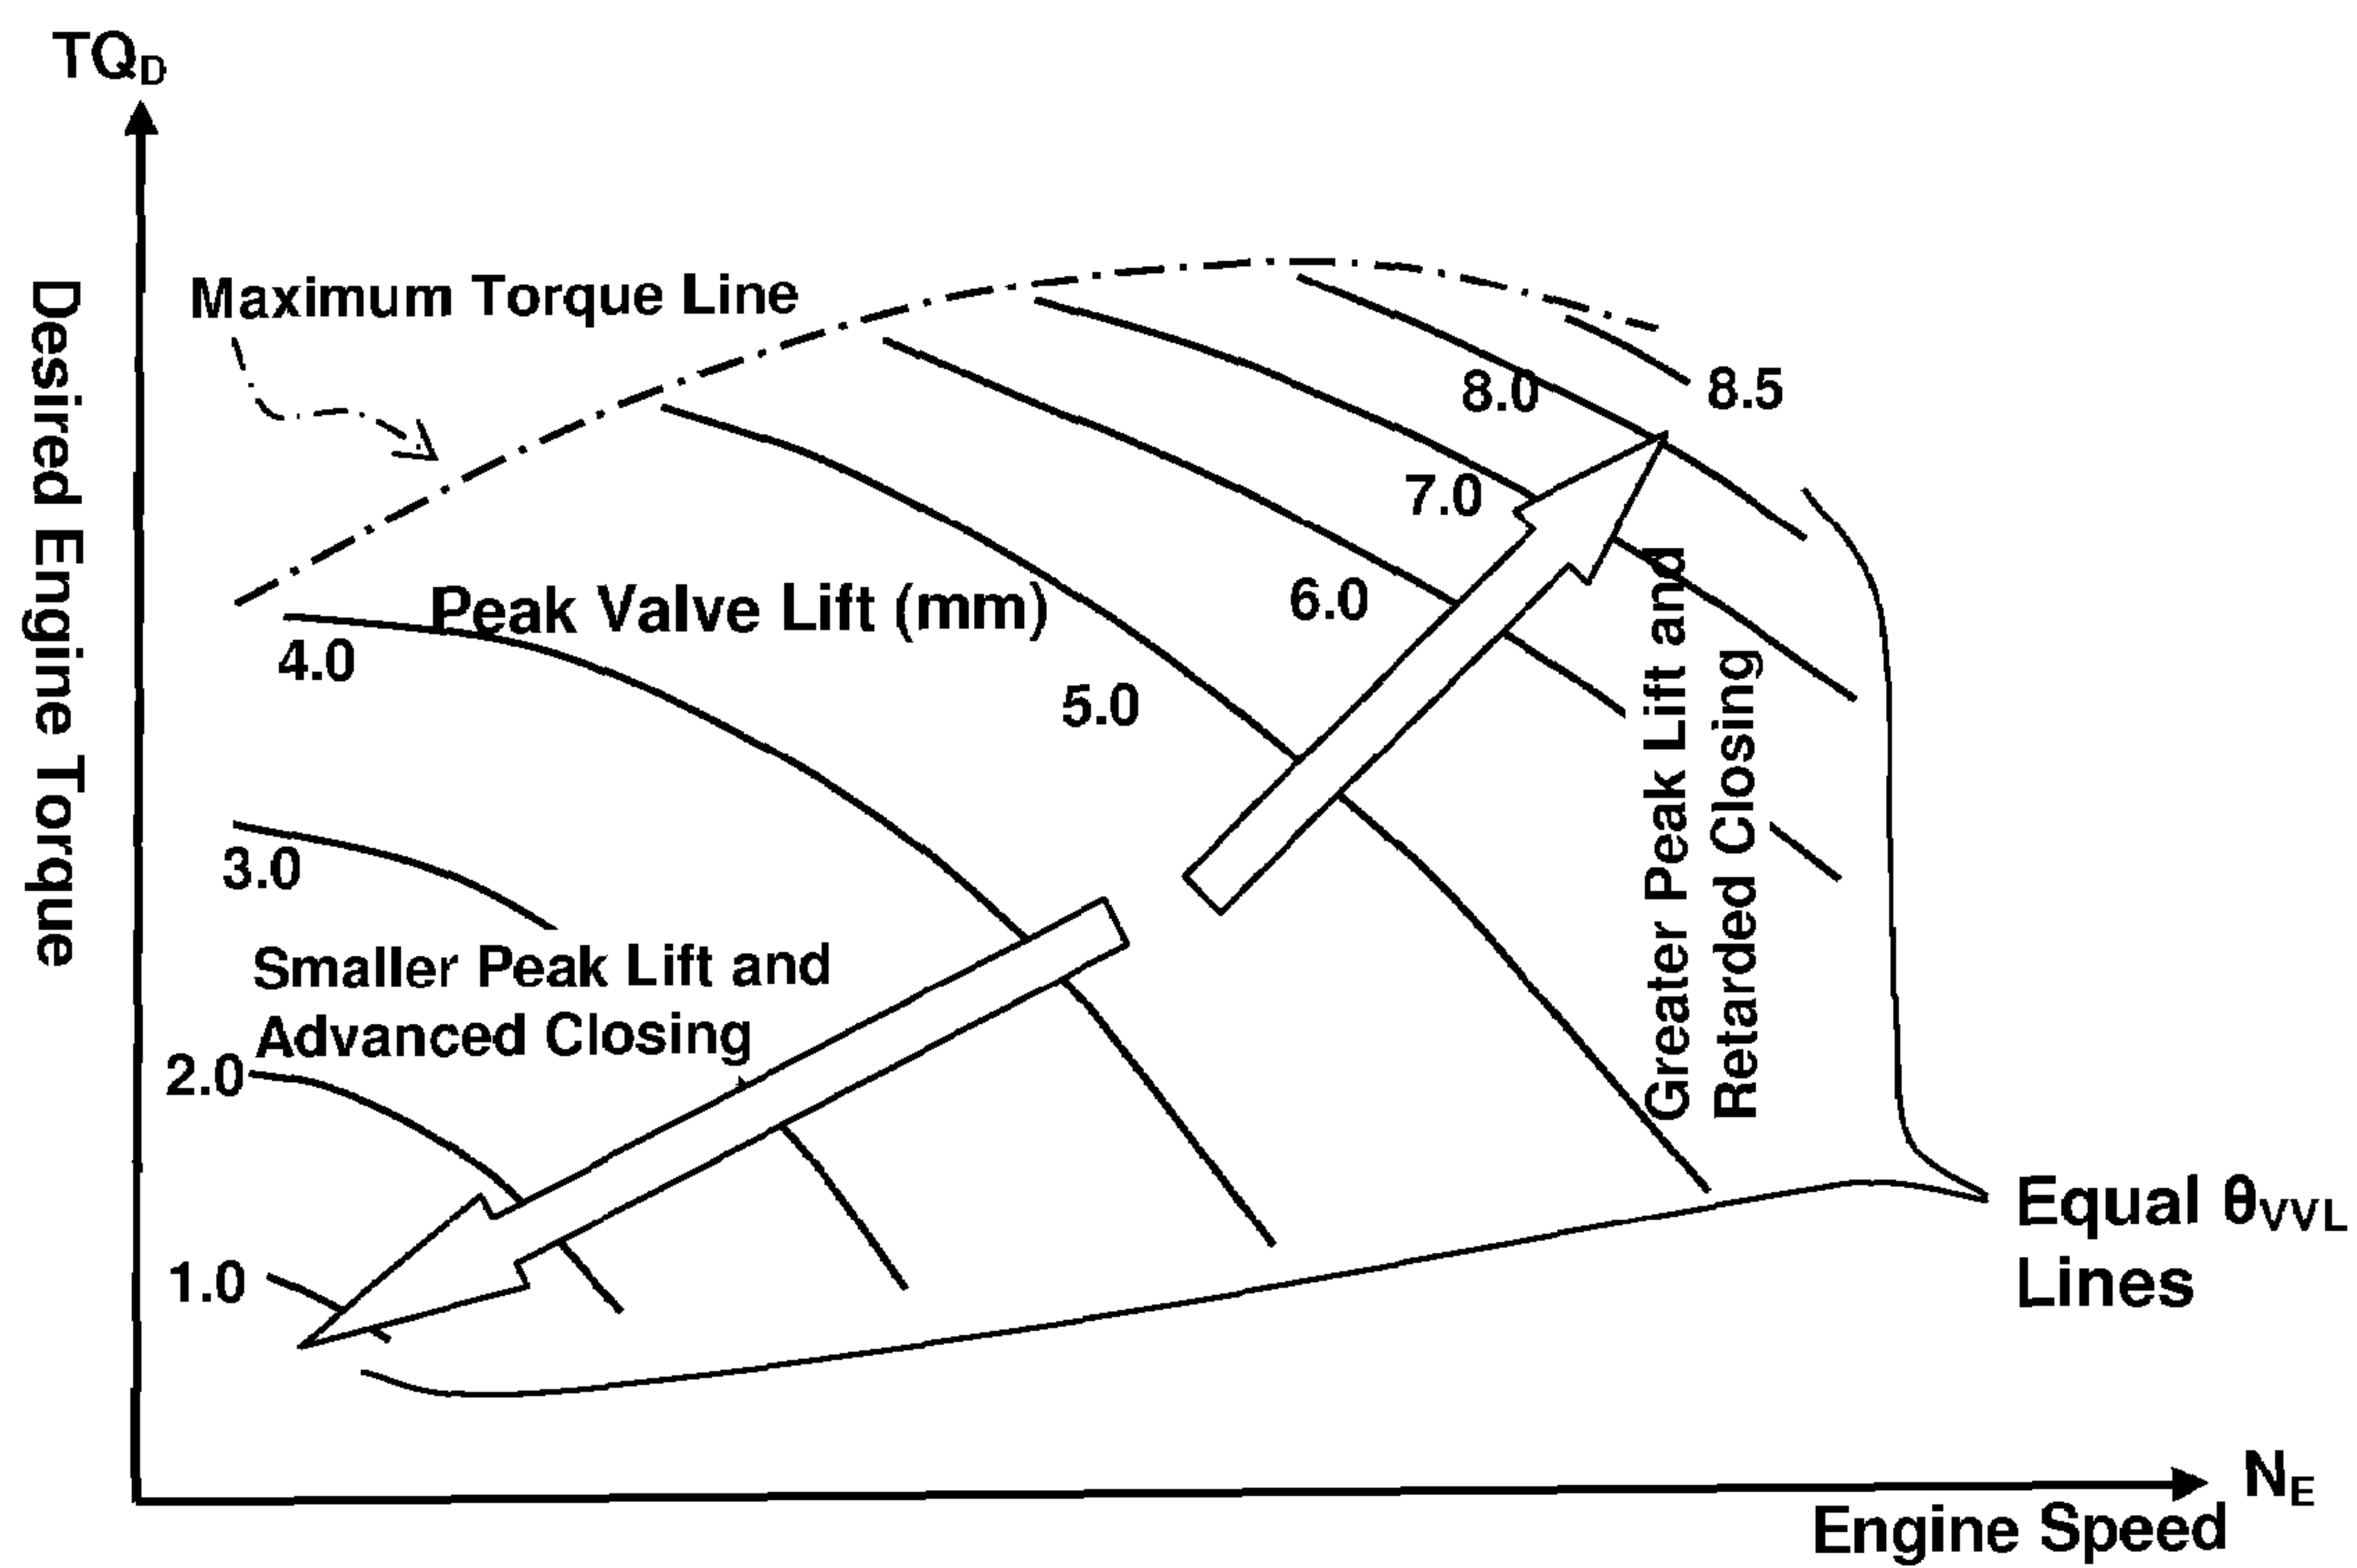 TQD
Desired Engine Torque
Maximum Torque Line
8.0
8.5
7.0
Peak Valve Lift (mm)
6.0
4.0
5.0
3.0
Greater Peak Lift and
Retarded Closing
Smaller Peak Lift and
Advanced Closing
2.0
1.0
Equal θVVL
Lines
NE
Engine Speed